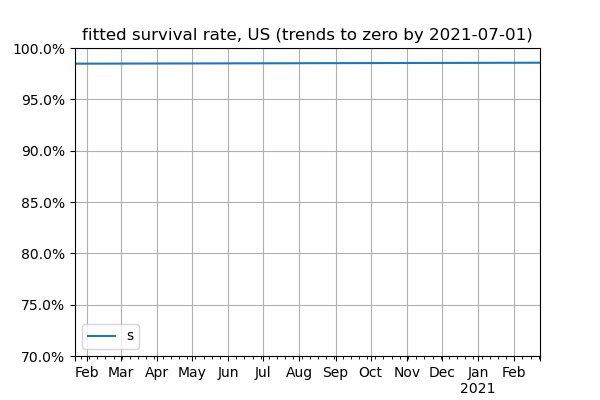 fitted survival rate, US (trends to zero by 2021-07-01)
100.0%
95.0%
90.0%
85.0%
80.0%
75.0%
70.0%
s
Feb Mar Apr May Jun Jul Aug Sep Oct Nov Dec Jan Feb
2021